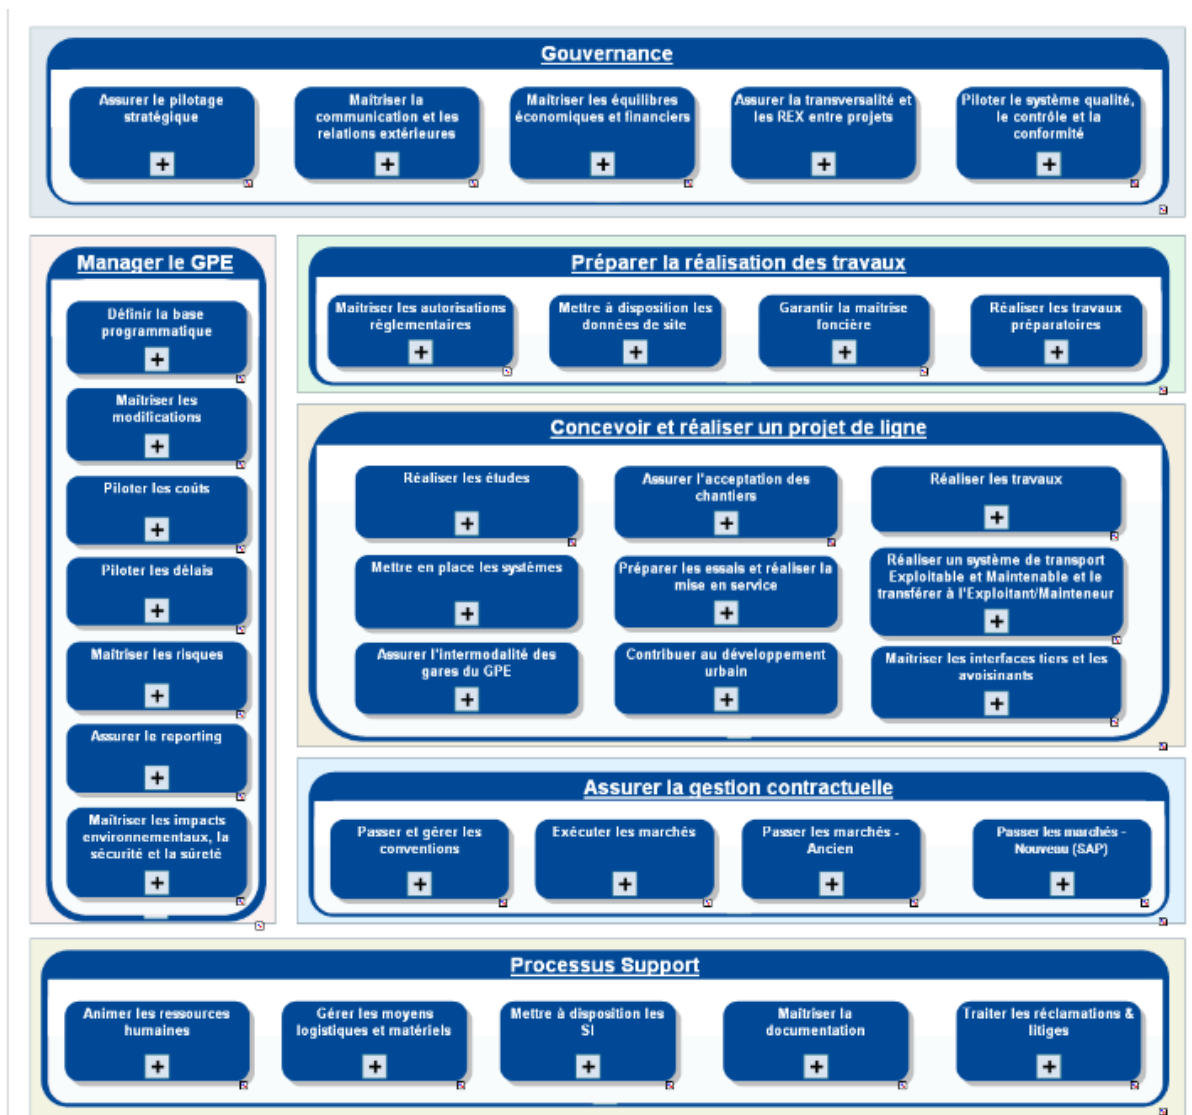 Gouvernance
Assurer le pilotage
stratégique
Maîtriser la
communication et les
relations extérieures
Maîtriser les équilibres
économiques et financiers
Assurer la transversalité et
les REX entre projets
Piloter le système qualité,
le contrôle et la
conformité
Manager le GPE
Définir la base
programmatique
Maîtriser les
modifications
Piloter les coûts
Piloter les délais
Maîtriser les risques
Assurer le reporting
Maîtriser les impacts
environnementaux, la
sécurité et la sûreté
Préparer la réalisation des travaux
Maîtriser les autorisations
règlementaires
Mettre à disposition les
données de site
Garantir la maîtrise
foncière
Réaliser les travaux
préparatoires
Concevoir et réaliser un projet de ligne
Réaliser les études
Assurer l'acceptation des
chantiers
Réaliser les travaux
Mettre en place les systèmes
Préparer les essais et réaliser la
mise en service
Réaliser un système de transport
Exploitable et Maintenable et le
transférer à l'Exploitant/Mainteneur
Assurer l'intermodalité des
gares du GPE
Contribuer au développement
urbain
Maîtriser les interfaces tiers et les
avoisinants
Assurer la gestion contractuelle
Passer et gérer les
conventions
Exécuter les marchés
Passer les marchés -
Ancien
Passer les marchés -
Nouveau (SAP)
Processus Support
Animer les ressources
humaines
Gérer les moyens
logistiques et matériels
Mettre à disposition les
SI
Maîtriser la
documentation
Traiter les réclamations &
litiges